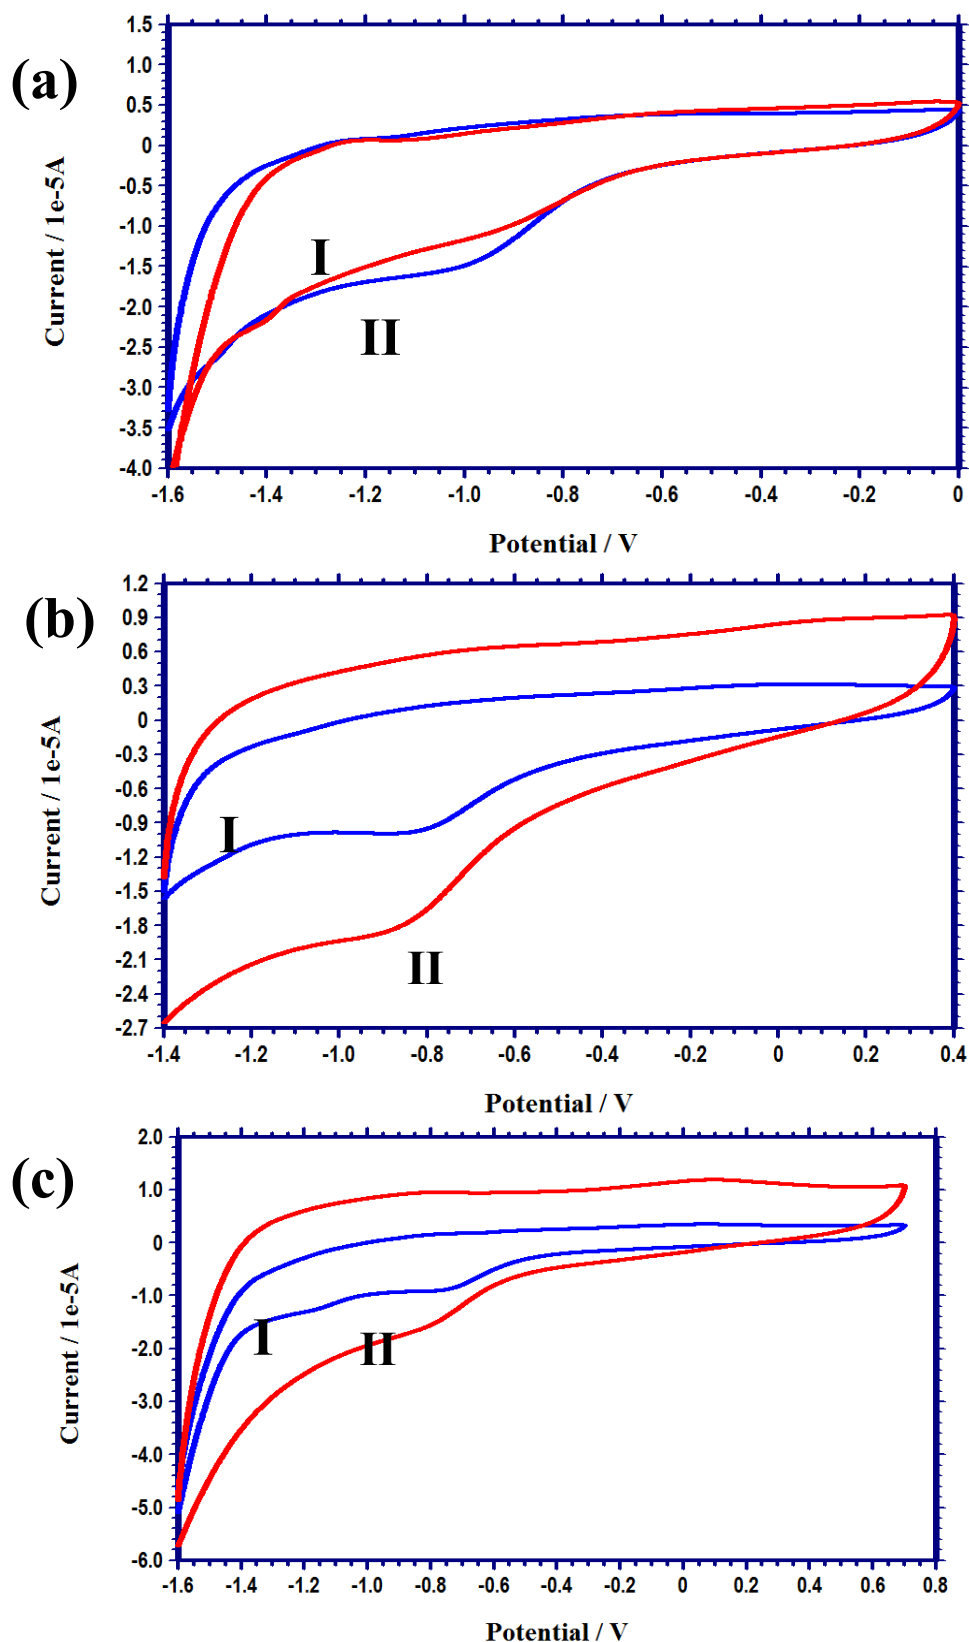 (a)
1.5
1.0
0.5
0
-0.5
-1.0
-1.5
-2.0
-2.5
-3.0
-3.5
-4.0
Current / 1e-5A
I
II
-1.6 -1.4 -1.2 -1.0 -0.8 -0.6 -0.4 -0.2 0
Potential / V
(b)
1.2
0.9
0.6
0.3
0
-0.3
-0.6
-0.9
-1.2
-1.5
-1.8
-2.1
-2.4
-2.7
Current / 1e-5A
I
II
-1.4 -1.2 -1.0 -0.8 -0.6 -0.4 -0.2 0 0.2 0.4
Potential / V
(c)
2.0
1.0
0
-1.0
-2.0
-3.0
-4.0
-5.0
-6.0
Current / 1e-5A
I II
-1.6 -1.4 -1.2 -1.0 -0.8 -0.6 -0.4 -0.2 0 0.2 0.4 0.6 0.8
Potential / V